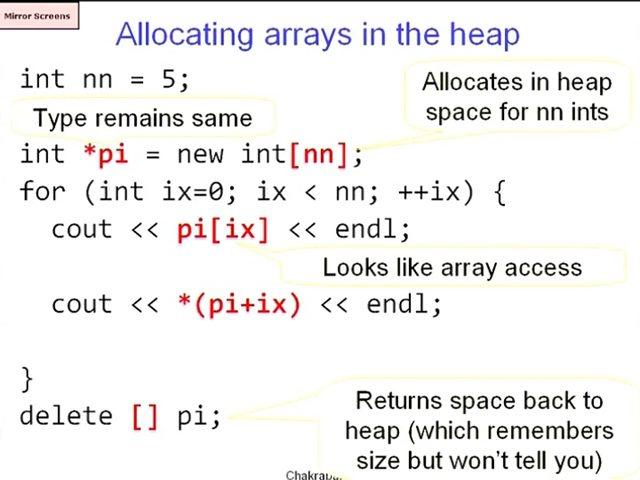 Mirror Screens
Allocating arrays in the heap
int nn = 5;
Allocates in heap
space for nn ints
Type remains same
int *pi = new int[nn];
for (int ix=0; ix < nn; ++ix) {
cout << pi[ix] << endl;
Looks like array access
cout << *(pi+ix) << endl;
}
delete [] pi;
Returns space back to
heap (which remembers
size but won't tell you)